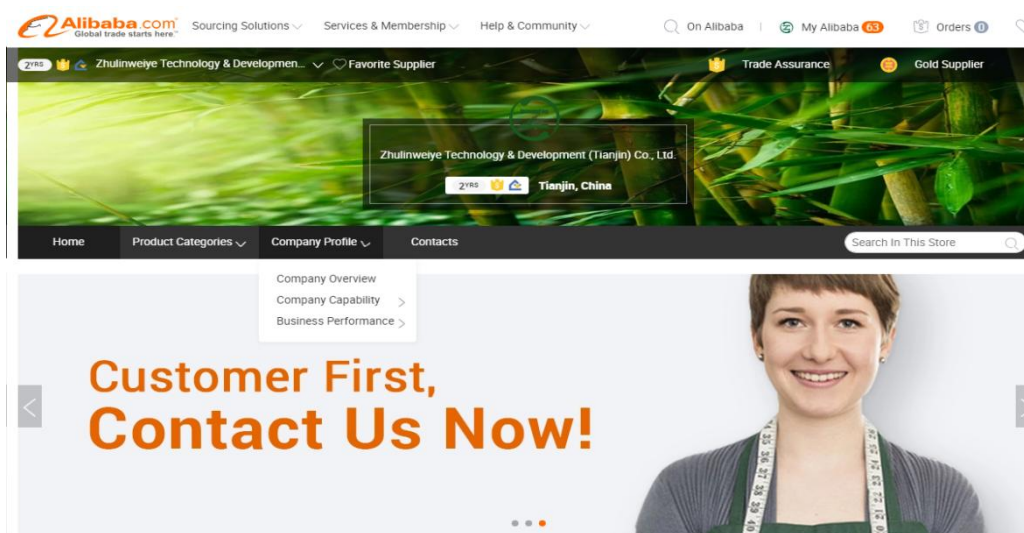 Alibaba.com
Global trade starts here.™
Sourcing Solutions
Services & Membership
Help & Community
On Alibaba
My Alibaba 63
Orders 0
2YRS
Zhulinweiye Technology & Developmen...
Favorite Supplier
Trade Assurance
Gold Supplier
Zhulinweiye Technology & Development (Tianjin) Co., Ltd.
2YRS
Tianjin, China
Home
Product Categories
Company Profile
Contacts
Search In This Store
Company Overview
Company Capability
Business Performance
Customer First,
Contact Us Now!